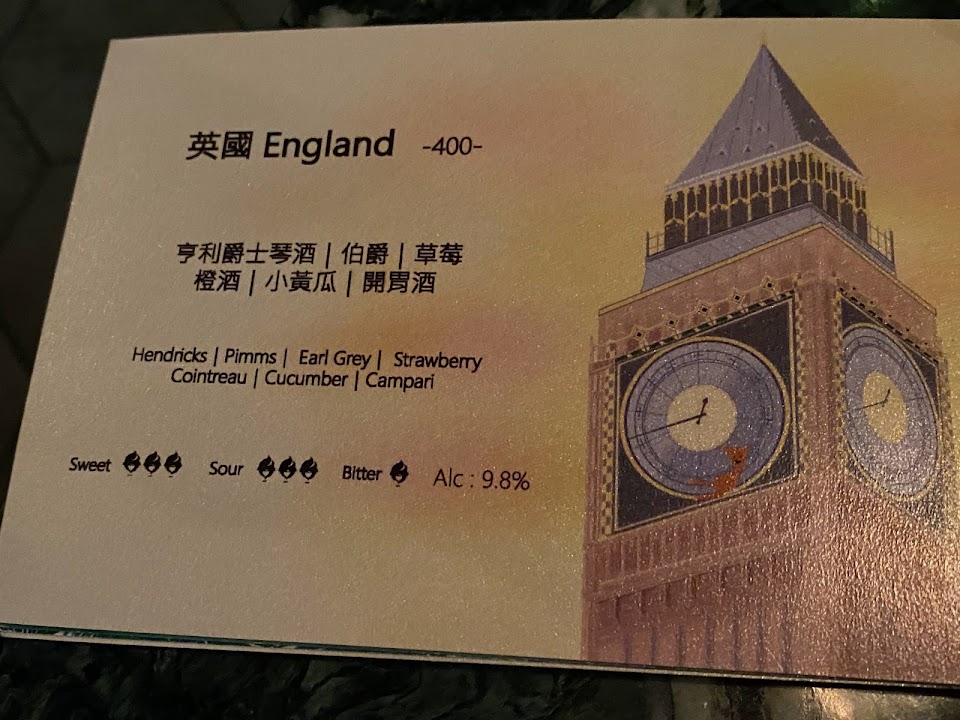 英國 England -400-
亨利爵士琴酒 | 伯爵 | 草莓
橙酒 | 小黃瓜 | 開胃酒
Hendricks | Pimms | Earl Grey | Strawberry
Cointreau | Cucumber | Campari
Sweet Sour Bitter Alc : 9.8%